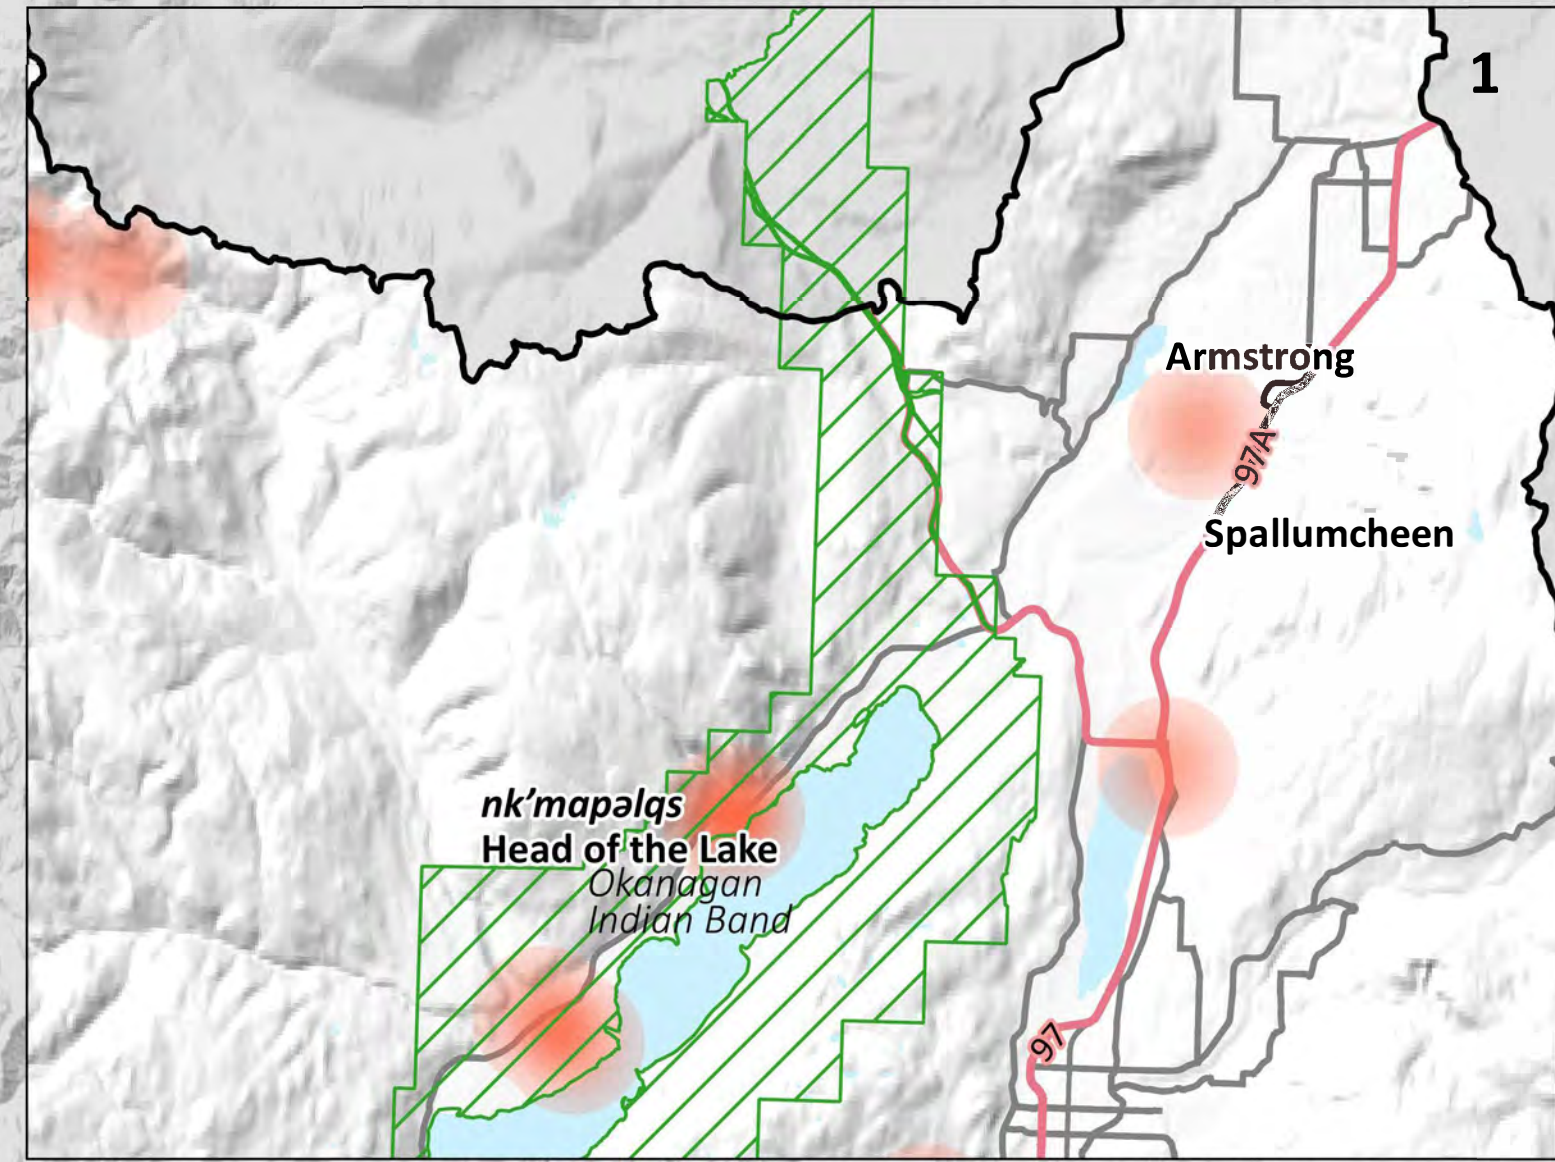 1
Armstrong
97A
Spallumcheen
nk’mapəlqs
Head of the Lake
Okanagan
Indian Band
97